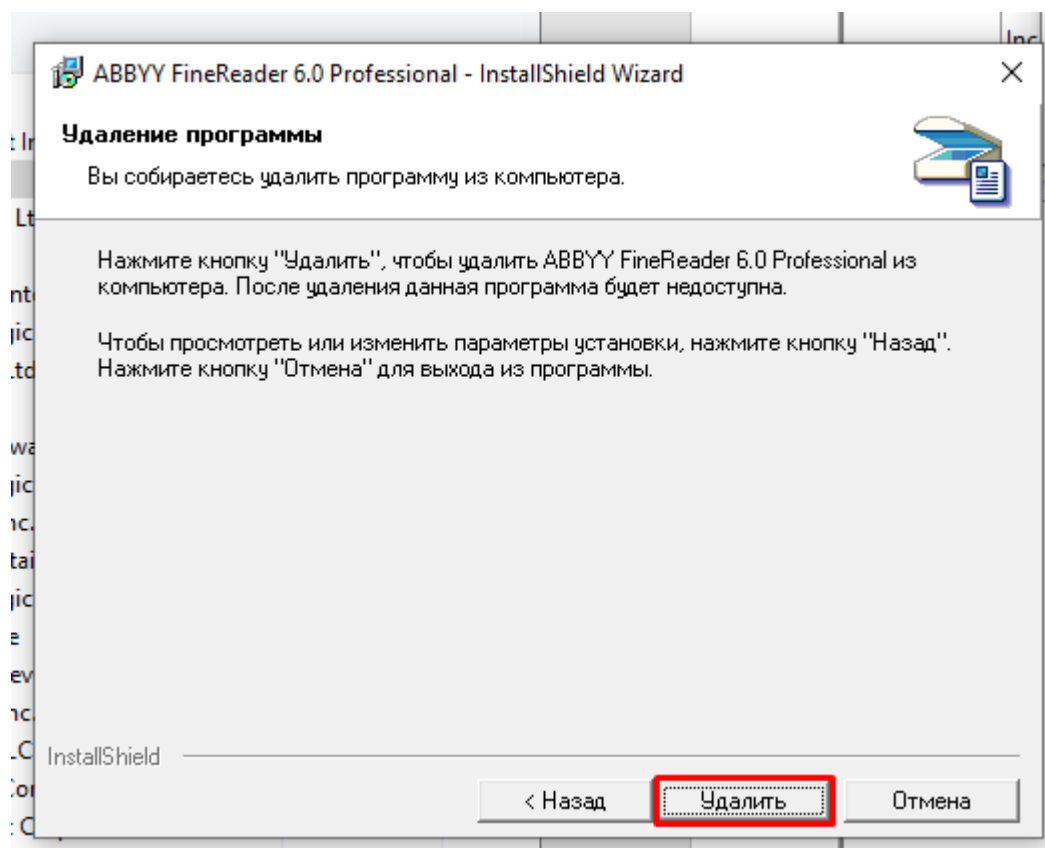 Inc
ABBYY FineReader 6.0 Professional - InstallShield Wizard
Удаление программы
Вы собираетесь удалить программу из компьютера.
Lt
Нажмите кнопку "Удалить", чтобы удалить ABBYY FineReader 6.0 Professional из
компьютера. После удаления данная программа будет недоступна.
Чтобы просмотреть или изменить параметры установки, нажмите кнопку "Назад".
Нажмите кнопку "Отмена" для выхода из программы.
InstallShield
< Назад
Удалить
Отмена